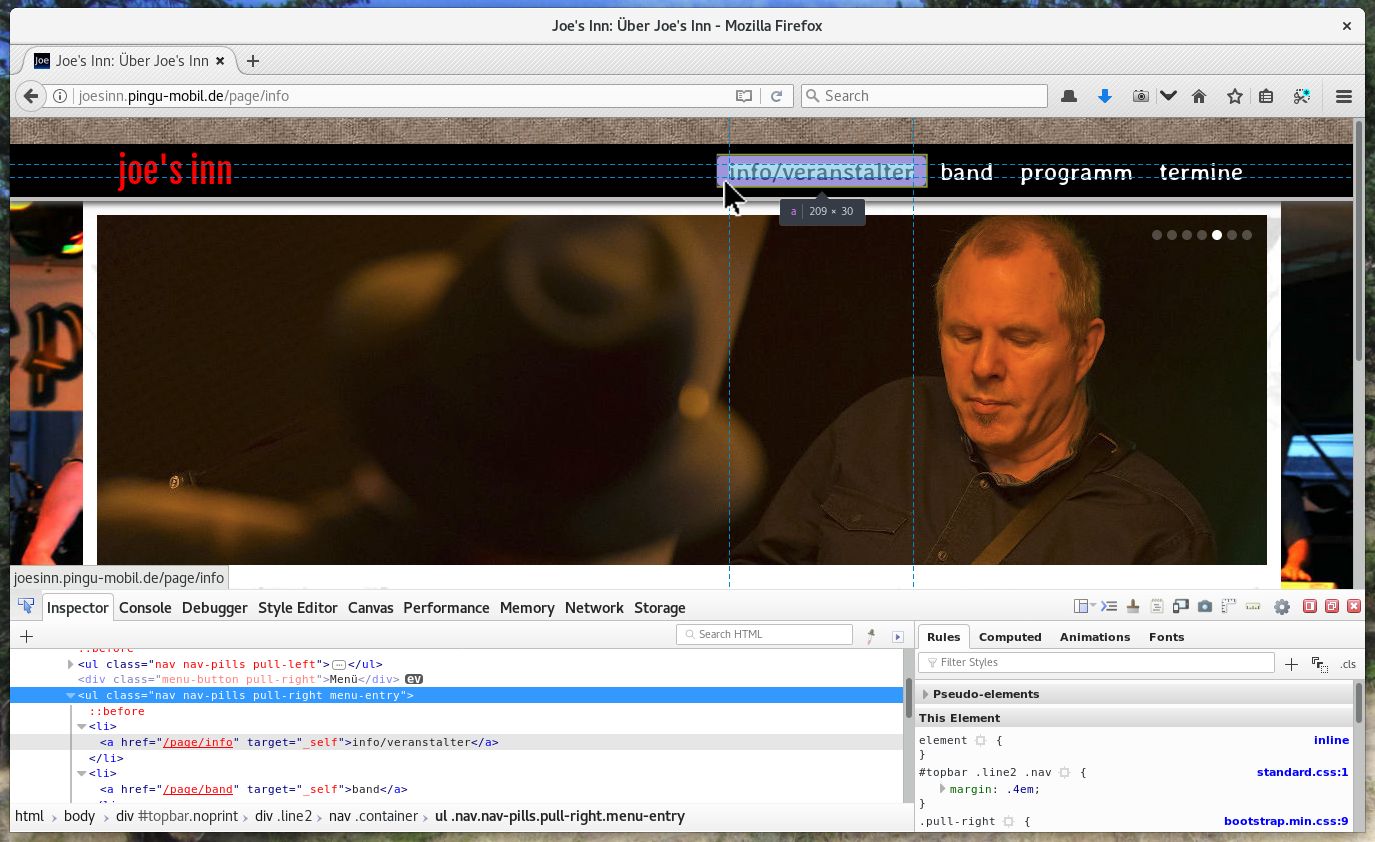 Joe's Inn: Über Joe's Inn - Mozilla Firefox
Joe Joe's Inn: Über Joe's Inn
joesinn.pingu-mobil.de/page/info Search
joe's inn info/veranstalter band programm termine
a 209 × 30
joesinn.pingu-mobil.de/page/info
Inspector Console Debugger Style Editor Canvas Performance Memory Network Storage
Search HTML
Rules Computed Animations Fonts
Filter Styles .cls
::before
<ul class="nav nav-pills pull-left"></ul>
<div class="menu-button pull-right">Menü</div> ev
<ul class="nav nav-pills pull-right menu-entry">
::before
<li>
<a href="/page/info" target="_self">info/veranstalter</a>
</li>
<li>
<a href="/page/band" target="_self">band</a>
Pseudo-elements
This Element
element { inline
}
#topbar .line2 .nav { standard.css:1
margin: .4em;
}
.pull-right { bootstrap.min.css:9
html body div #topbar.noprint div .line2 nav .container ul .nav.nav-pills.pull-right.menu-entry